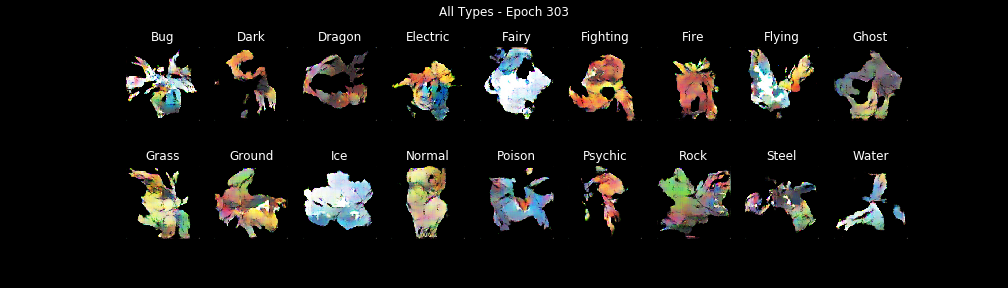 All Types - Epoch 303
Bug Dark Dragon Electric Fairy Fighting Fire Flying Ghost
Grass Ground Ice Normal Poison Psychic Rock Steel Water